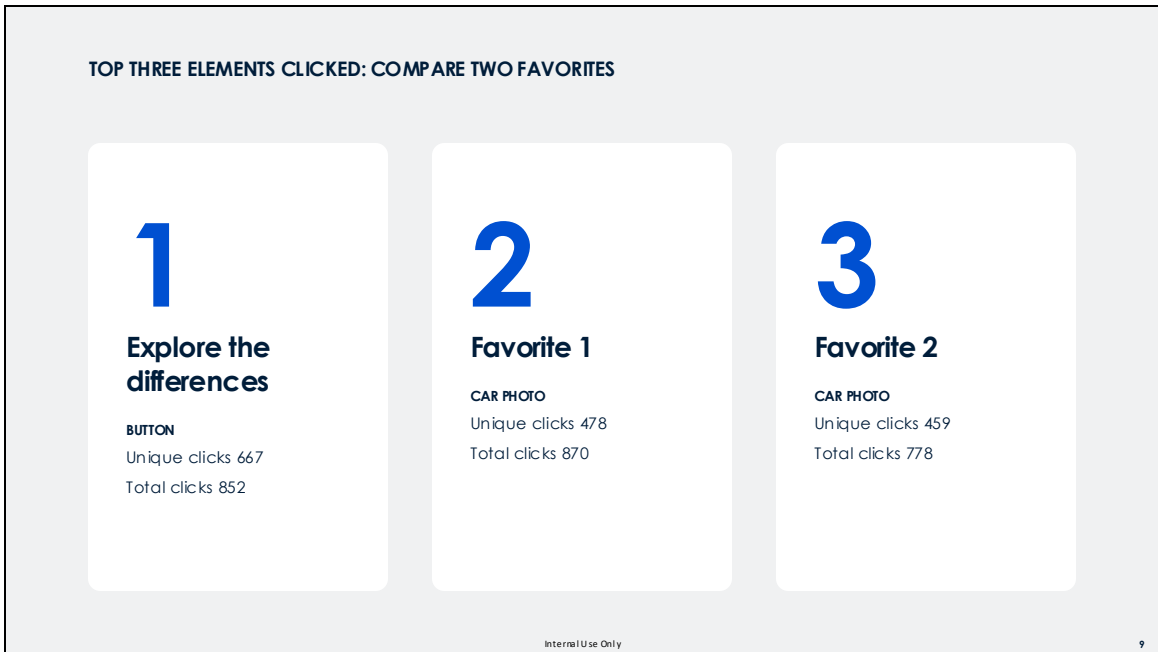 TOP THREE ELEMENTS CLICKED: COMPARE TWO FAVORITES
1
Explore the
differences
BUTTON
Unique clicks 667
Total clicks 852
2
Favorite 1
CAR PHOTO
Unique clicks 478
Total clicks 870
3
Favorite 2
CAR PHOTO
Unique clicks 459
Total clicks 778
Internal Use Only
9